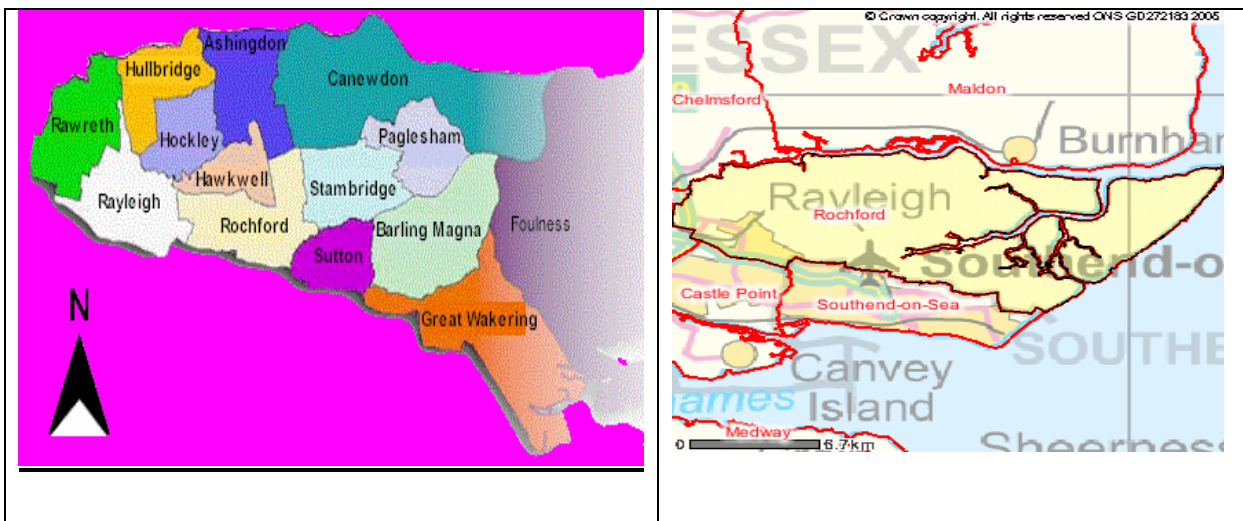 Ashingdon
Hullbridge
Canewdon
Rawreth
Hockley
Paglesham
Hawkwell
Stambridge
Rayleigh
Rochford
Barling Magna
Foulness
Sutton
Great Wakering
N
© Crown copyright. All rights reserved ONS GD272183 2005
ESSEX
Maldon
Chelmsford
Burnhar
Rayleigh
Rochford
Southend-o
Castle Point
Southend-on-Sea
SOUTHE
Canvey
Island
ames
Medway
0 6.7km
Sheerness